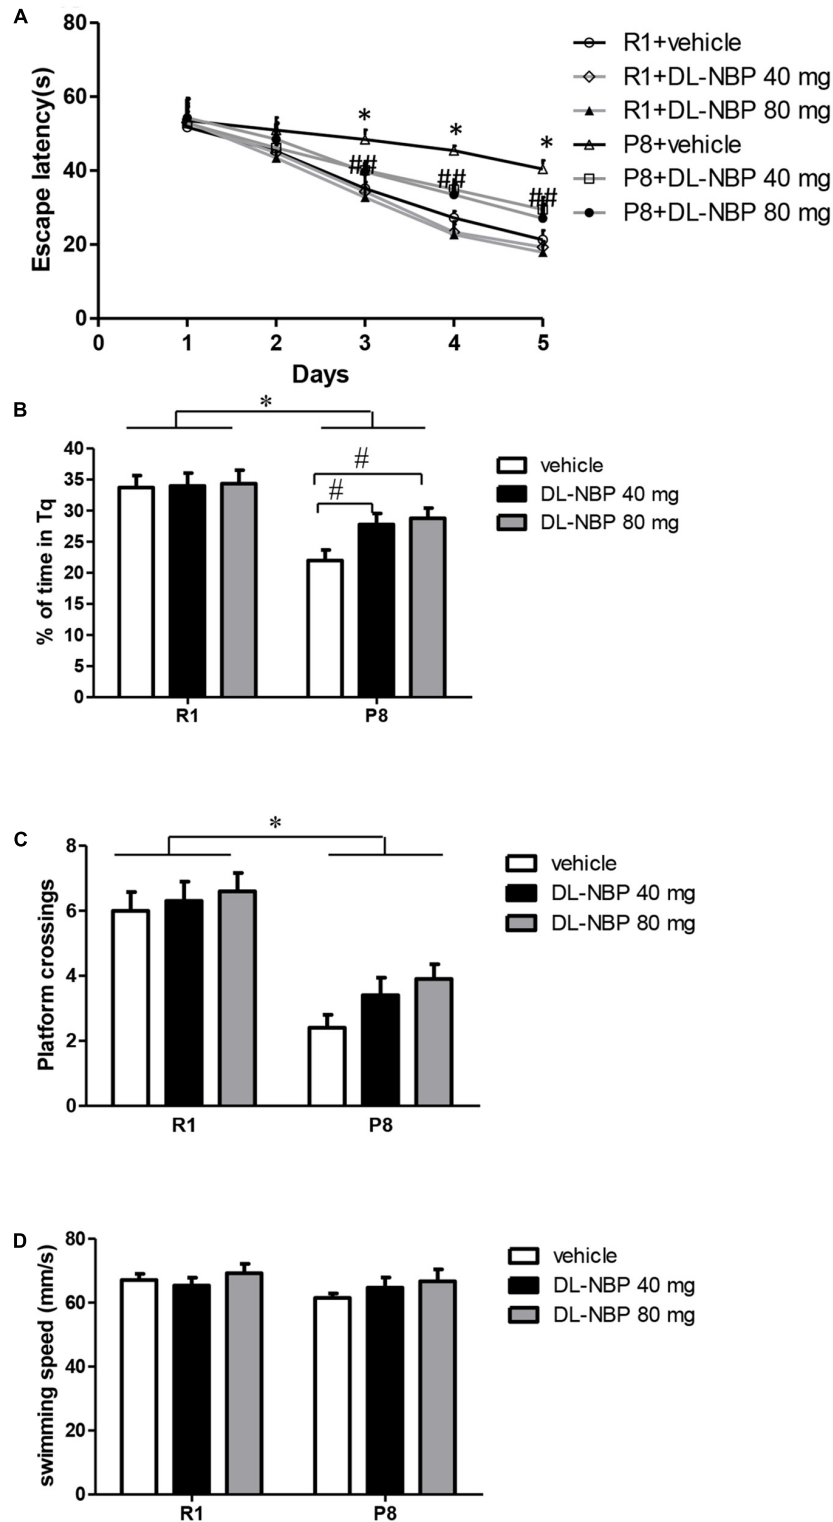 A
Escape latency(s)
80
60
40
20
0
* * *
## ## ##
0 1 2 3 4 5
Days
R1+vehicle
R1+DL-NBP 40 mg
R1+DL-NBP 80 mg
P8+vehicle
P8+DL-NBP 40 mg
P8+DL-NBP 80 mg
B
% of time in Tq
40
35
30
25
20
15
10
5
0
*
#
#
R1 P8
vehicle
DL-NBP 40 mg
DL-NBP 80 mg
C
Platform crossings
8
6
4
2
0
*
R1 P8
vehicle
DL-NBP 40 mg
DL-NBP 80 mg
D
swimming speed (mm/s)
80
60
40
20
0
R1 P8
vehicle
DL-NBP 40 mg
DL-NBP 80 mg